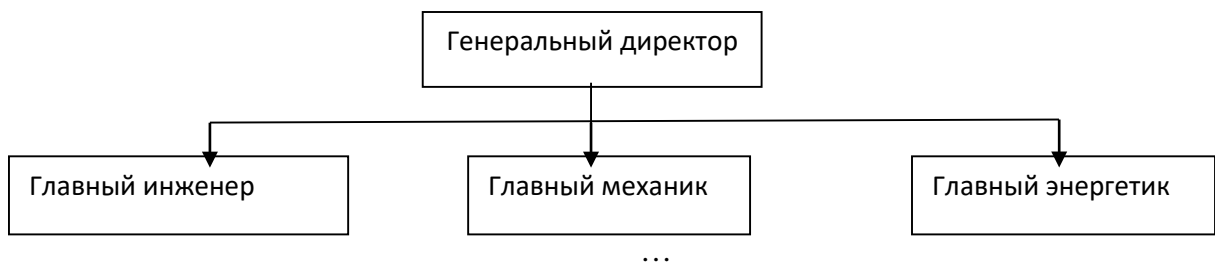 Генеральный директор
Главный инженер
Главный механик
Главный энергетик
…